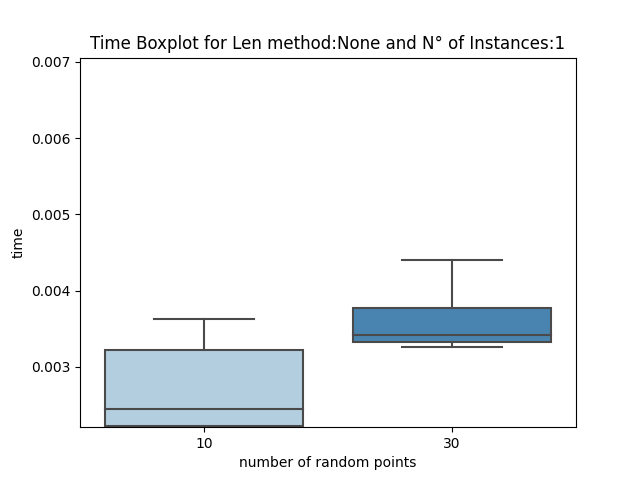 Time Boxplot for Len method:None and N° of Instances:1
0.007
0.006
0.005
0.004
0.003
time
10
30
number of random points